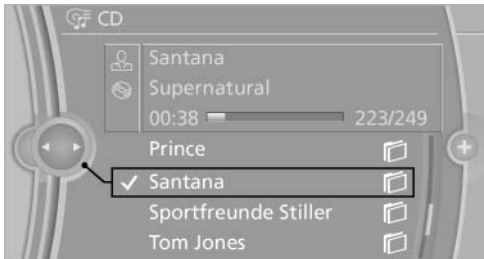 CD
Santana
Supernatural
00:38 223/249
Prince
Santana
Sportfreunde Stiller
Tom Jones